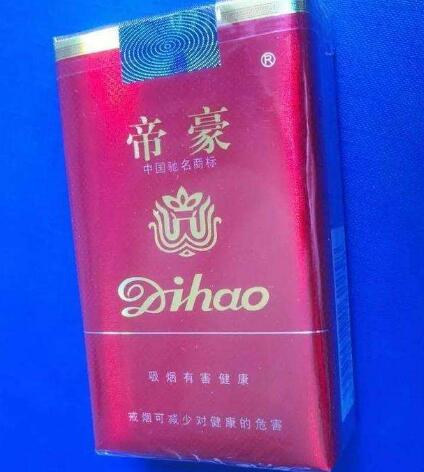 ®
帝豪
中国驰名商标
Dihao
吸烟有害健康
戒烟可减少对健康的危害